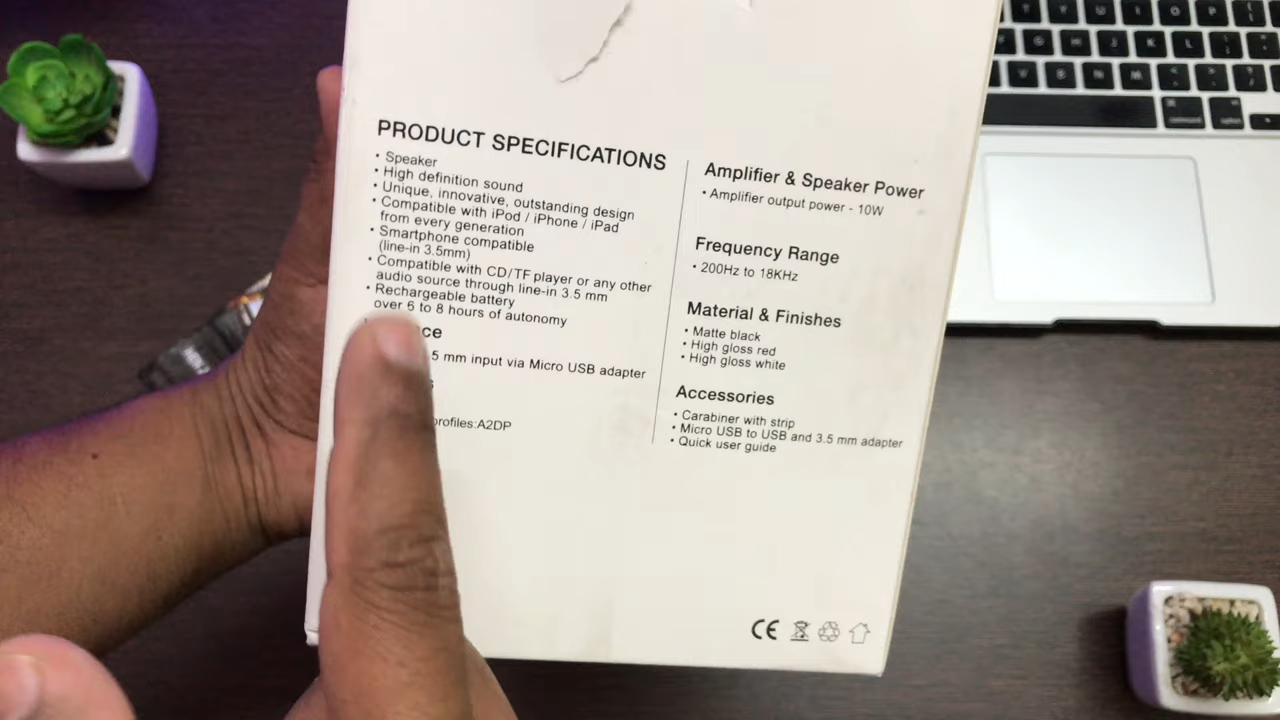 PRODUCT SPECIFICATIONS
• Speaker
• High definition sound
• Unique, innovative, outstanding design
• Compatible with iPod / iPhone / iPad
from every generation
• Smartphone compatible
(line-in 3.5mm)
• Compatible with CD/TF player or any other
audio source through line-in 3.5 mm
• Rechargeable battery
over 6 to 8 hours of autonomy
5 mm input via Micro USB adapter
:A2DP
Amplifier & Speaker Power
• Amplifier output power - 10W
Frequency Range
• 200Hz to 18KHz
Material & Finishes
• Matte black
• High gloss red
• High gloss white
Accessories
• Carabiner with strip
• Micro USB to USB and 3.5 mm adapter
• Quick user guide
CE
command
option